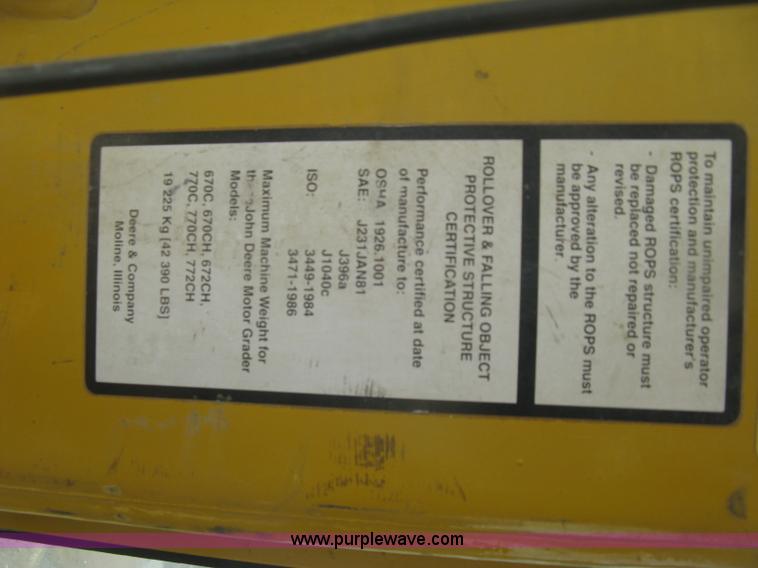 To maintain unimpaired operator
protection and manufacturer's
ROPS certification:
- Damaged ROPS structure must
be replaced not repaired or
revised.
- Any alteration to the ROPS must
be approved by the
manufacturer.
ROLLOVER & FALLING OBJECT
PROTECTIVE STRUCTURE
CERTIFICATION
Performance certified at date
of manufacture to:
OSHA 1926.1001
SAE: J231JAN81
J396a
J1040c
ISO: 3449-1984
3471-1986
Maximum Machine Weight for
John Deere Motor Grader
Models:
670C, 670CH, 672CH,
770C, 770CH, 772CH
19 225 Kg [42 390 LBS]
Deere & Company
Moline, Illinois
www.purplewave.com